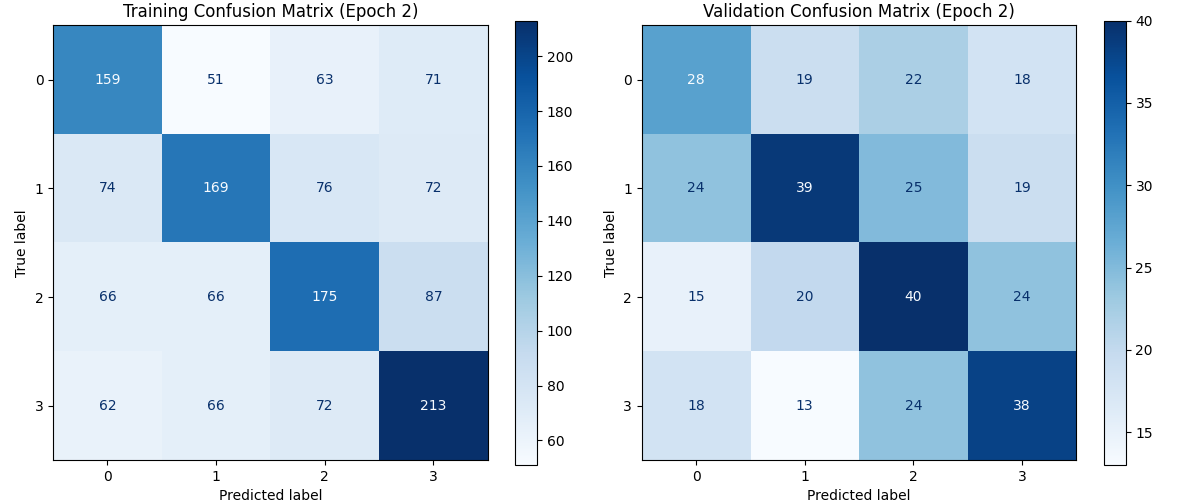 Training Confusion Matrix (Epoch 2)
True label
0 159 51 63 71
1 74 169 76 72
2 66 66 175 87
3 62 66 72 213
0 1 2 3
Predicted label
200
180
160
140
120
100
80
60
Validation Confusion Matrix (Epoch 2)
True label
0 28 19 22 18
1 24 39 25 19
2 15 20 40 24
3 18 13 24 38
0 1 2 3
Predicted label
40
35
30
25
20
15